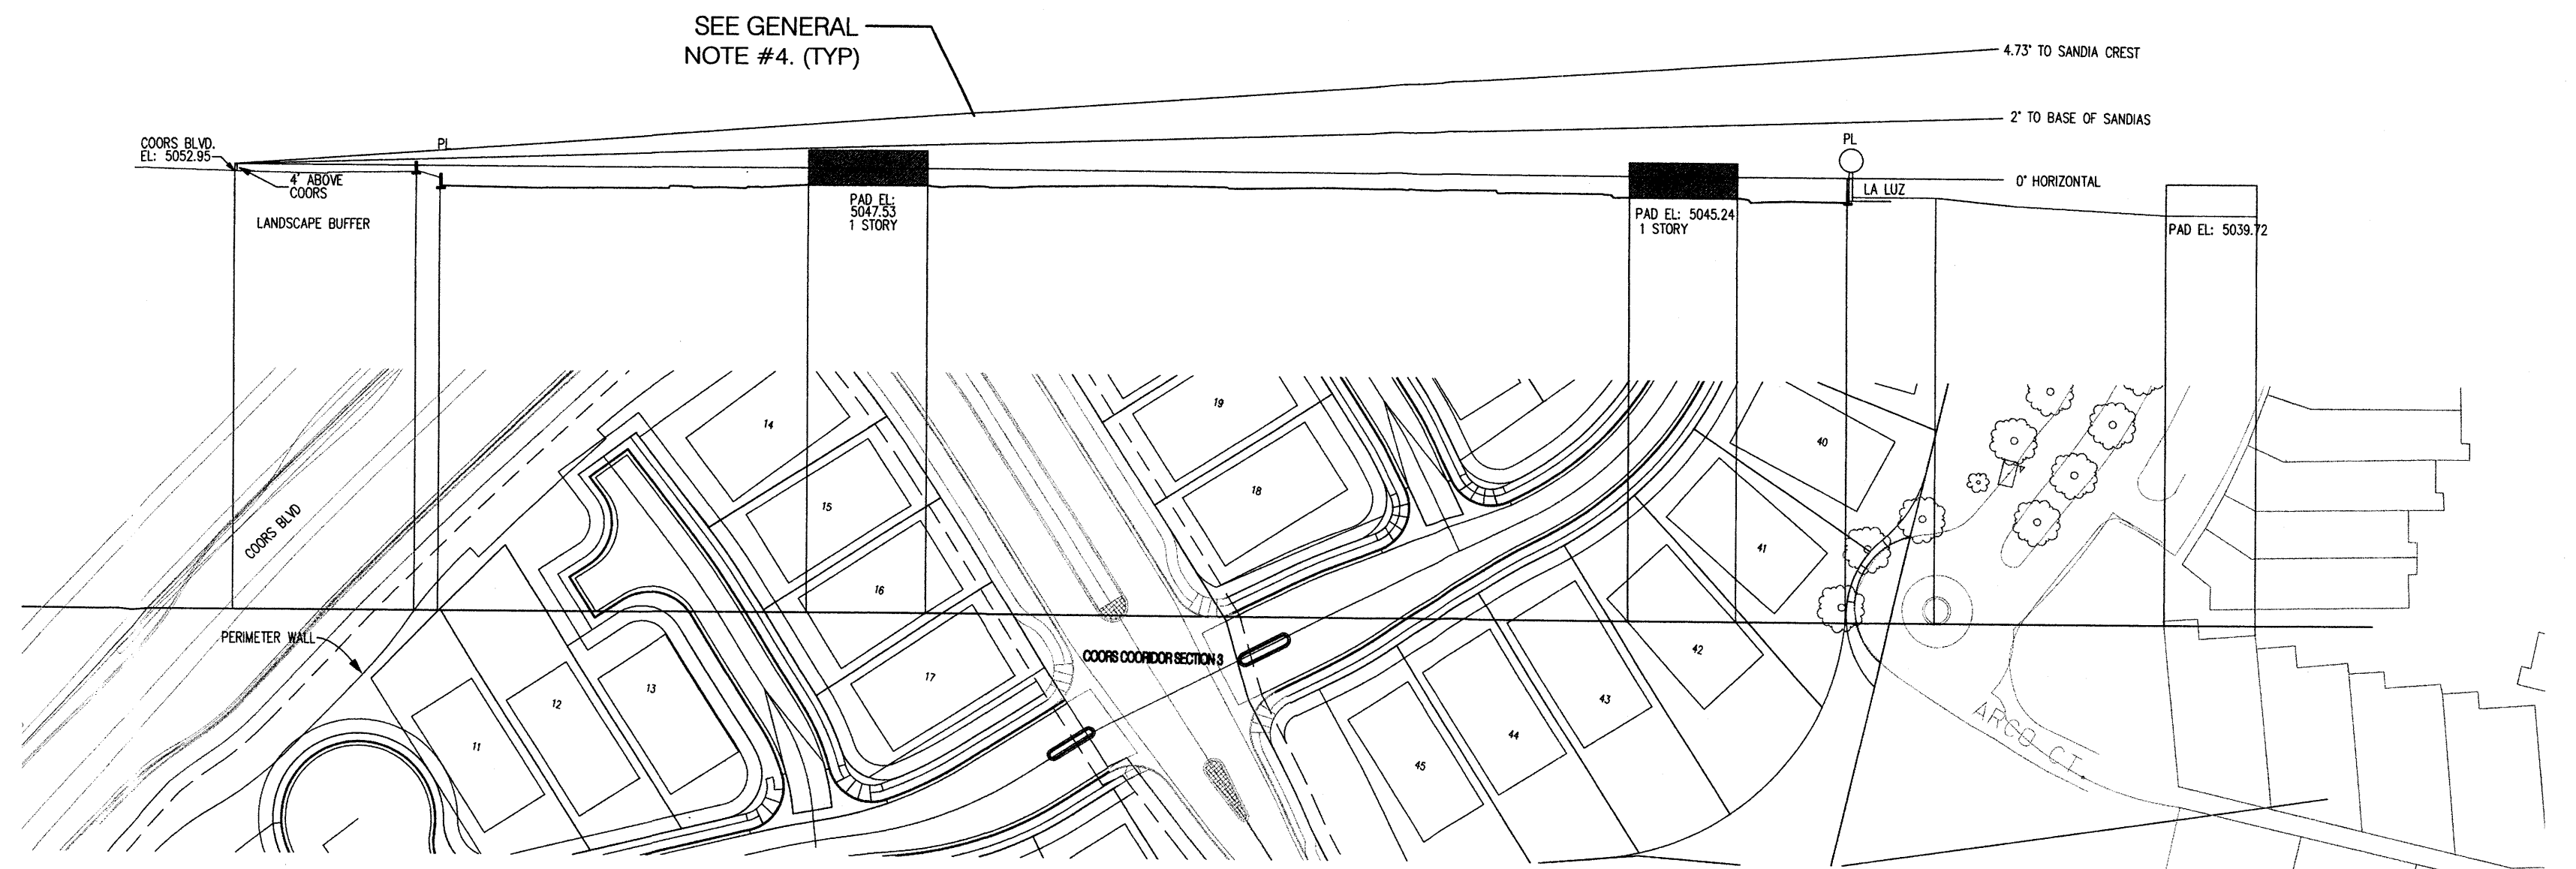 SEE GENERAL
NOTE #4. (TYP)
4.73° TO SANDIA CREST
2° TO BASE OF SANDIAS
COORS BLVD.
EL: 5052.95
PL
PL
4' ABOVE
COORS
0° HORIZONTAL
LA LUZ
LANDSCAPE BUFFER
PAD EL:
5047.53
1 STORY
PAD EL: 5045.24
1 STORY
PAD EL: 5039.72
14
19
40
15
18
COORS BLVD
41
16
PERIMETER WALL
COORS COORIDOR SECTION 3
42
17
13
12
43
11
44
45
ARCO CT.